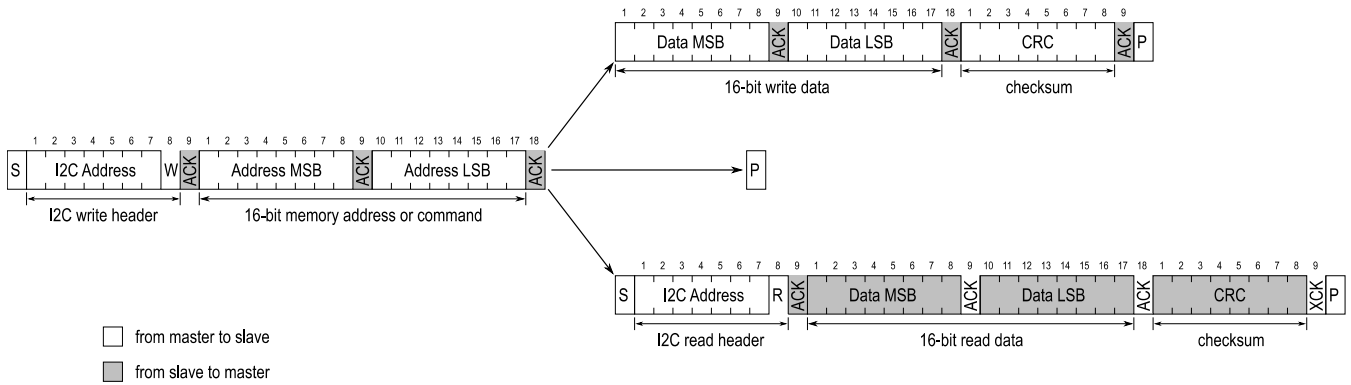 1 2 3 4 5 6 7 8 9 10 11 12 13 14 15 16 17 18 1 2 3 4 5 6 7 8 9
Data MSB ACK Data LSB ACK CRC ACK P
16-bit write data checksum
1 2 3 4 5 6 7 8 9 1 2 3 4 5 6 7 8 9 10 11 12 13 14 15 16 17 18
S I2C Address W ACK Address MSB ACK Address LSB ACK P
I2C write header 16-bit memory address or command
1 2 3 4 5 6 7 8 9 1 2 3 4 5 6 7 8 9 10 11 12 13 14 15 16 17 18 1 2 3 4 5 6 7 8 9
S I2C Address R ACK Data MSB ACK Data LSB ACK CRC XCK P
I2C read header 16-bit read data checksum
from master to slave
from slave to master